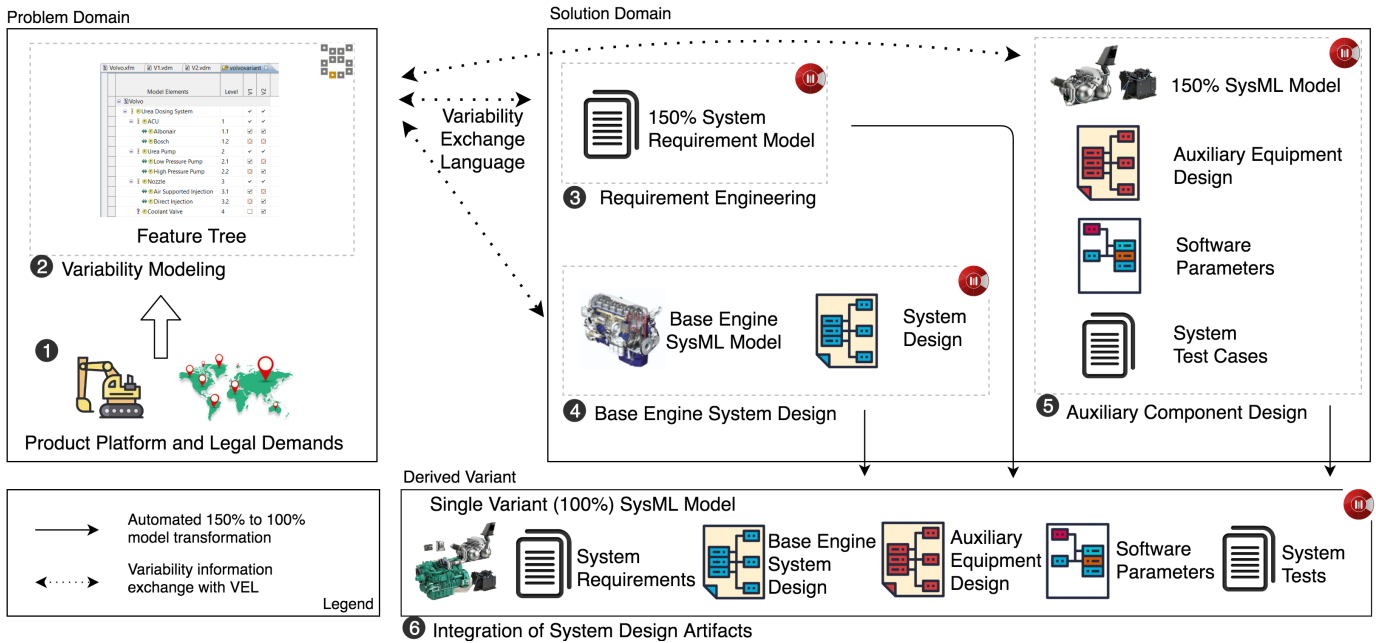 Problem Domain
Volvo.xfm
V1.vdm
V2.vdm
volvovariant
Model Elements
Level
V1
V2
Volvo
Urea Dosing System
ACU
1
Albonair
1.1
Bosch
1.2
Urea Pump
2
Low Pressure Pump
2.1
High Pressure Pump
2.2
Nozzle
3
Air Supported Injection
3.1
Direct Injection
3.2
Coolant Valve
4
Feature Tree
2 Variability Modeling
1
Product Platform and Legal Demands
Variability
Exchange
Language
Solution Domain
150% System
Requirement Model
3 Requirement Engineering
Base Engine
SysML Model
System
Design
4 Base Engine System Design
150% SysML Model
Auxiliary Equipment
Design
Software
Parameters
System
Test Cases
5 Auxiliary Component Design
Automated 150% to 100%
model transformation
Variability information
exchange with VEL
Legend
Derived Variant
Single Variant (100%) SysML Model
System
Requirements
Base Engine
System
Design
Auxiliary
Equipment
Design
Software
Parameters
System
Tests
6 Integration of System Design Artifacts